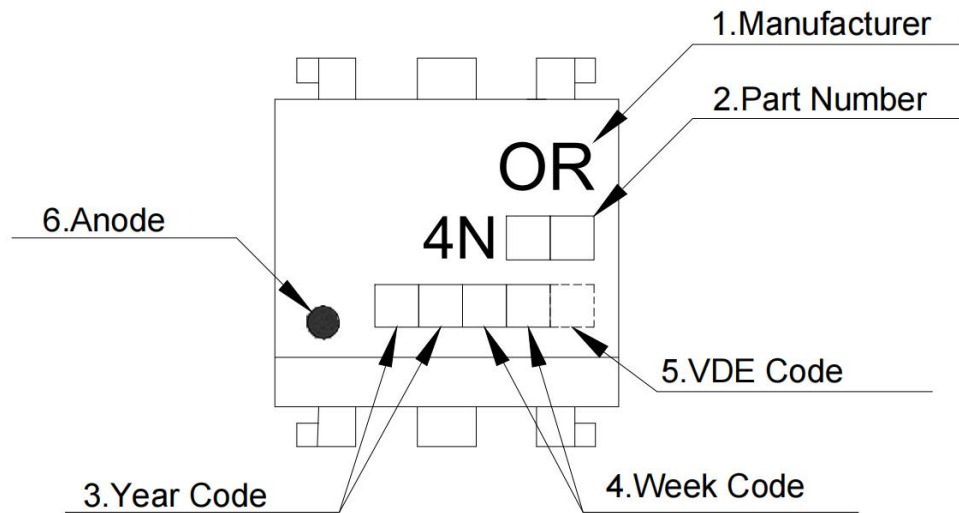 1.Manufacturer
2.Part Number
OR
6.Anode
4N
5.VDE Code
3.Year Code
4.Week Code